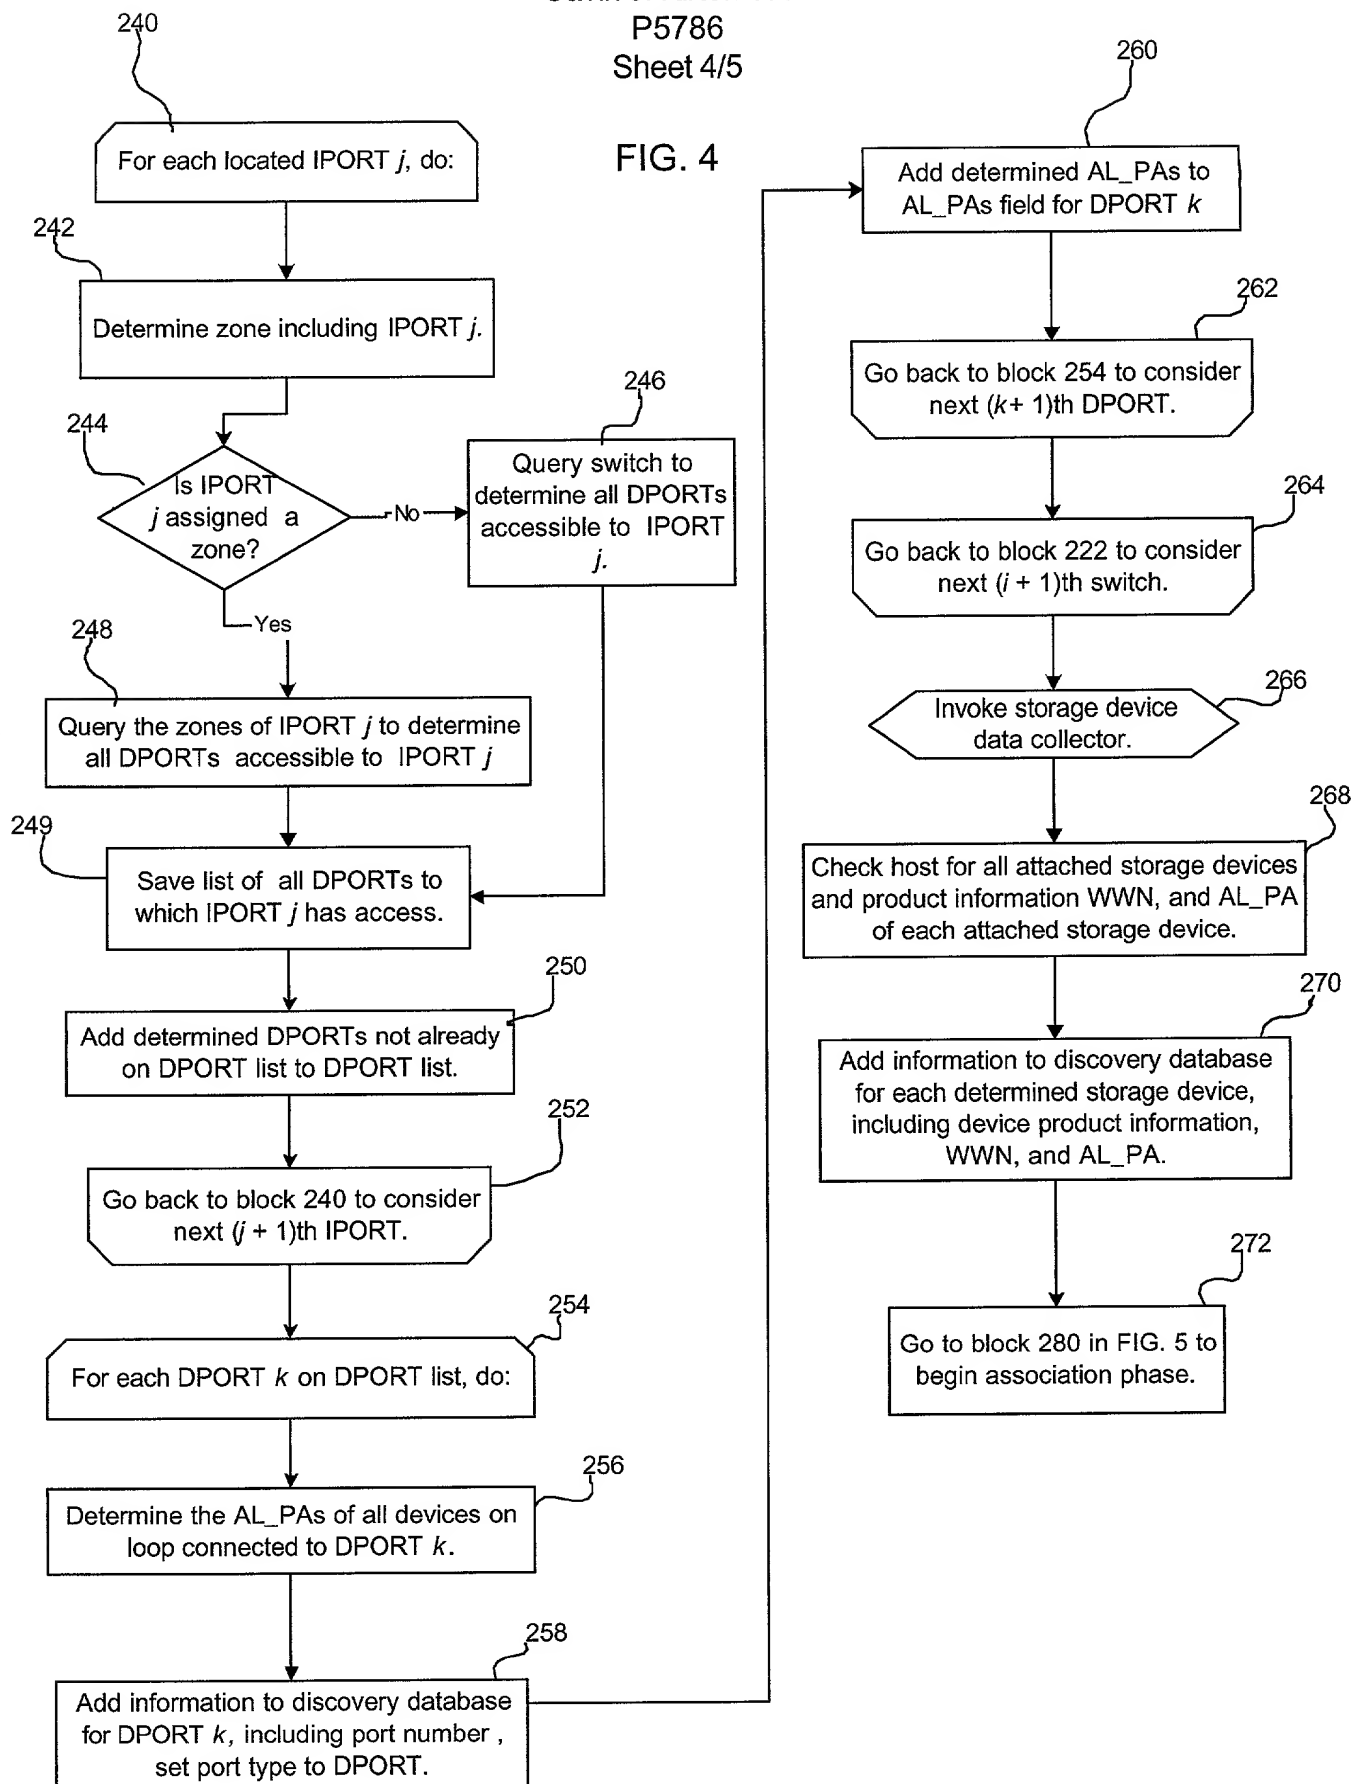 P5786
Sheet 4/5
FIG. 4
240
For each located IPORT j, do:
242
Determine zone including IPORT j.
244
Is IPORT
j assigned a
zone?
No
246
Query switch to
determine all DPORTs
accessible to IPORT
j.
Yes
248
Query the zones of IPORT j to determine
all DPORTs accessible to IPORT j
249
Save list of all DPORTs to
which IPORT j has access.
250
Add determined DPORTs not already
on DPORT list to DPORT list.
252
Go back to block 240 to consider
next (j + 1)th IPORT.
254
For each DPORT k on DPORT list, do:
256
Determine the AL_PAs of all devices on
loop connected to DPORT k.
258
Add information to discovery database
for DPORT k, including port number ,
set port type to DPORT.
260
Add determined AL_PAs to
AL_PAs field for DPORT k
262
Go back to block 254 to consider
next (k+ 1)th DPORT.
264
Go back to block 222 to consider
next (i + 1)th switch.
266
Invoke storage device
data collector.
268
Check host for all attached storage devices
and product information WWN, and AL_PA
of each attached storage device.
270
Add information to discovery database
for each determined storage device,
including device product information,
WWN, and AL_PA.
272
Go to block 280 in FIG. 5 to
begin association phase.